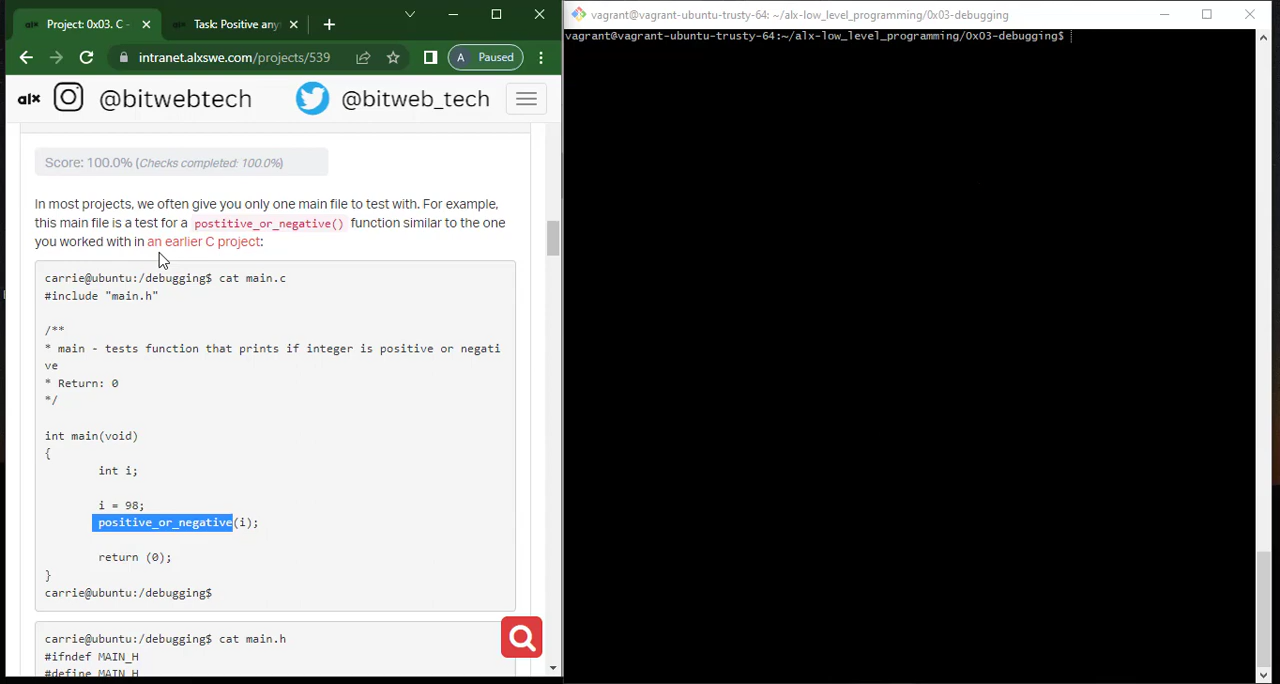 Project: 0x03. C -
Task: Positive any
vagrant@vagrant-ubuntu-trusty-64: ~/alx-low_level_programming/0x03-debugging
vagrant@vagrant-ubuntu-trusty-64:~/alx-low_level_programming/0x03-debugging$
intranet.alxswe.com/projects/539
A Paused
alx @bitwebtech @bitweb_tech
Score: 100.0% (Checks completed: 100.0%)
In most projects, we often give you only one main file to test with. For example,
this main file is a test for a postitive_or_negative() function similar to the one
you worked with in an earlier C project:
carrie@ubuntu:/debugging$ cat main.c
#include "main.h"
/**
* main - tests function that prints if integer is positive or negati
ve
* Return: 0
*/
int main(void)
{
int i;
i = 98;
positive_or_negative(i);
return (0);
}
carrie@ubuntu:/debugging$
carrie@ubuntu:/debugging$ cat main.h
#ifndef MAIN_H
#define MAIN_H